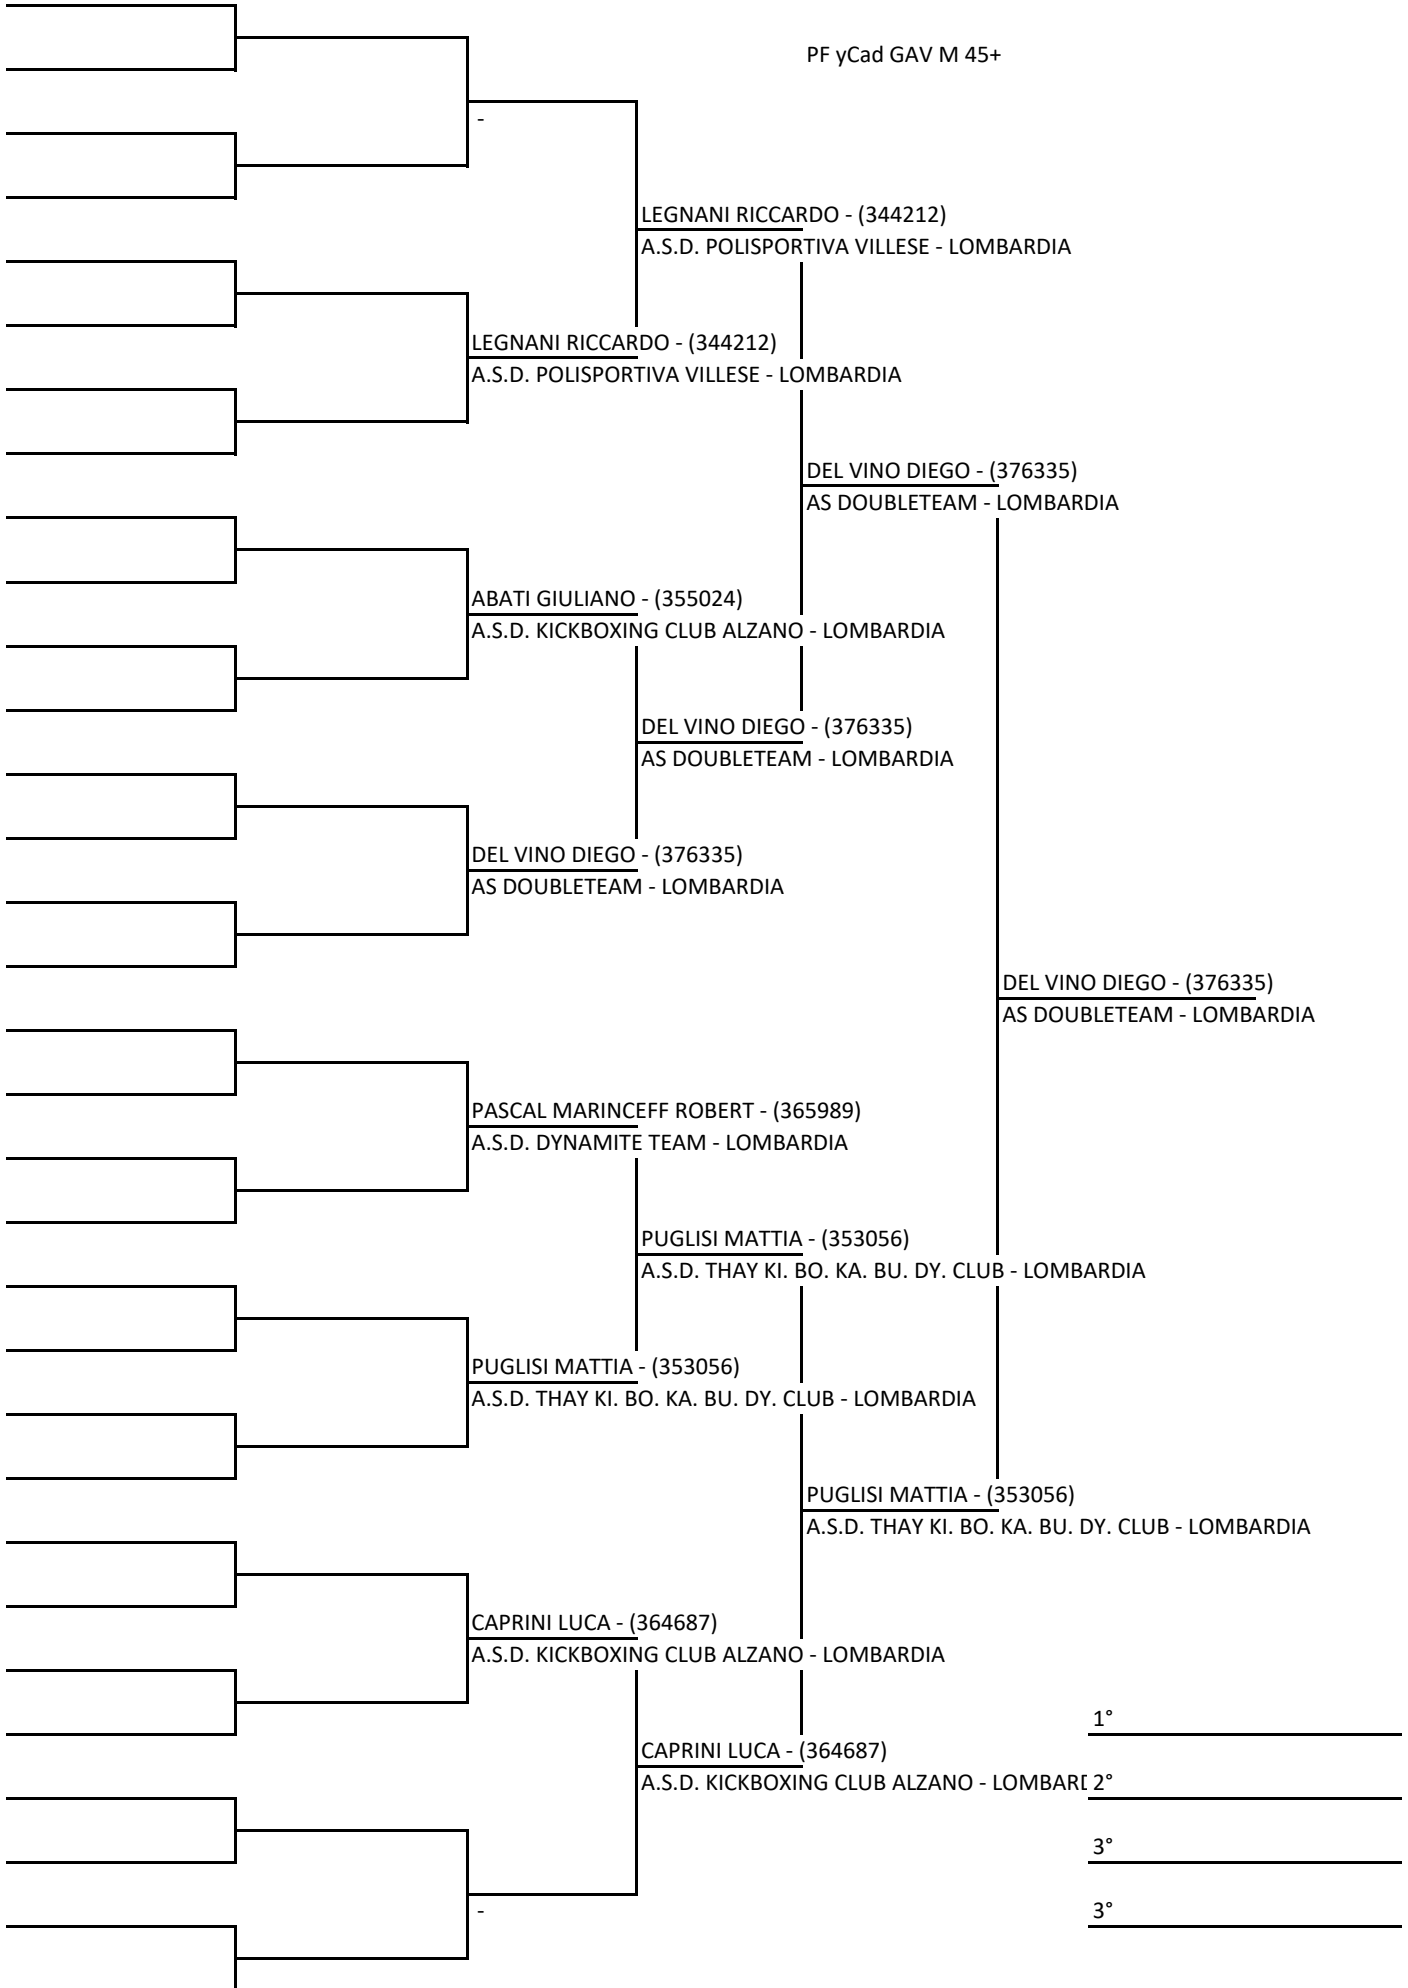 PF yCad GAV M 45+
-
LEGNANI RICCARDO - (344212)
A.S.D. POLISPORTIVA VILLESE - LOMBARDIA
LEGNANI RICCARDO - (344212)
A.S.D. POLISPORTIVA VILLESE - LOMBARDIA
DEL VINO DIEGO - (376335)
AS DOUBLETEAM - LOMBARDIA
ABATI GIULIANO - (355024)
A.S.D. KICKBOXING CLUB ALZANO - LOMBARDIA
DEL VINO DIEGO - (376335)
AS DOUBLETEAM - LOMBARDIA
DEL VINO DIEGO - (376335)
AS DOUBLETEAM - LOMBARDIA
DEL VINO DIEGO - (376335)
AS DOUBLETEAM - LOMBARDIA
PASCAL MARINCEFF ROBERT - (365989)
A.S.D. DYNAMITE TEAM - LOMBARDIA
PUGLISI MATTIA - (353056)
A.S.D. THAY KI. BO. KA. BU. DY. CLUB - LOMBARDIA
PUGLISI MATTIA - (353056)
A.S.D. THAY KI. BO. KA. BU. DY. CLUB - LOMBARDIA
PUGLISI MATTIA - (353056)
A.S.D. THAY KI. BO. KA. BU. DY. CLUB - LOMBARDIA
CAPRINI LUCA - (364687)
A.S.D. KICKBOXING CLUB ALZANO - LOMBARDIA
1°
CAPRINI LUCA - (364687)
A.S.D. KICKBOXING CLUB ALZANO - LOMBARD
2°
3°
3°
-